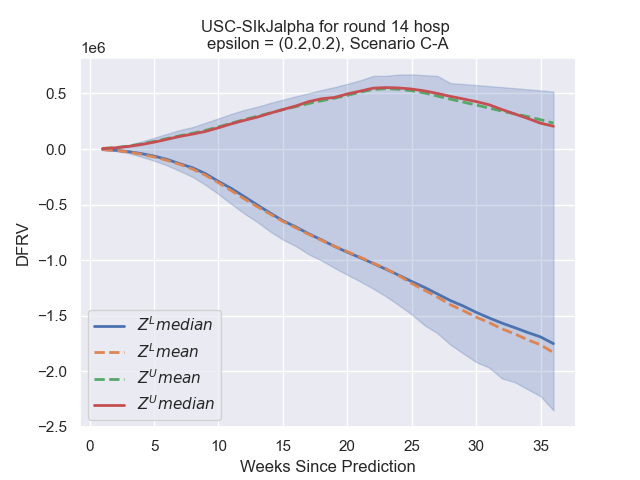 USC-SIkJalpha for round 14 hosp
epsilon = (0.2,0.2), Scenario C-A
1e6
0.5
0.0
−0.5
−1.0
−1.5
−2.0
−2.5
DFRV
Z^L median
Z^L mean
Z^U mean
Z^U median
0 5 10 15 20 25 30 35
Weeks Since Prediction